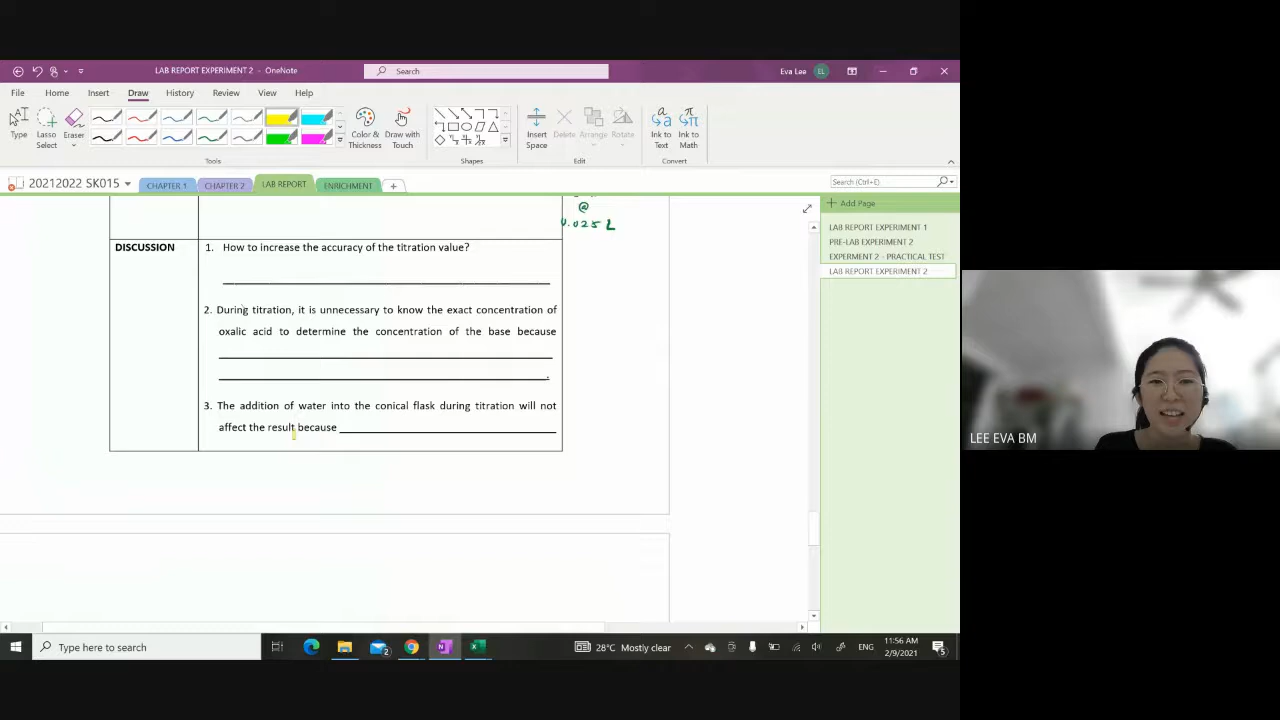 LAB REPORT EXPERIMENT 2 - OneNote
Search
Eva Lee
EL
File
Home
Insert
Draw
History
Review
View
Help
Type
Lasso Select
Eraser
Color & Thickness
Draw with Touch
Insert Space
Delete
Arrange
Rotate
Ink to Text
Ink to Math
Tools
Shapes
Edit
Convert
20212022 SK015
CHAPTER 1
CHAPTER 2
LAB REPORT
ENRICHMENT
Search (Ctrl+E)
Add Page
LAB REPORT EXPERIMENT 1
PRE-LAB EXPERIMENT 2
EXPERMENT 2 - PRACTICAL TEST
LAB REPORT EXPERIMENT 2
@
0.025 L
DISCUSSION
1. How to increase the accuracy of the titration value?
2. During titration, it is unnecessary to know the exact concentration of
oxalic acid to determine the concentration of the base because
.
3. The addition of water into the conical flask during titration will not
affect the result because
LEE EVA BM
Type here to search
2
28°C Mostly clear
ENG
11:56 AM
2/9/2021
5